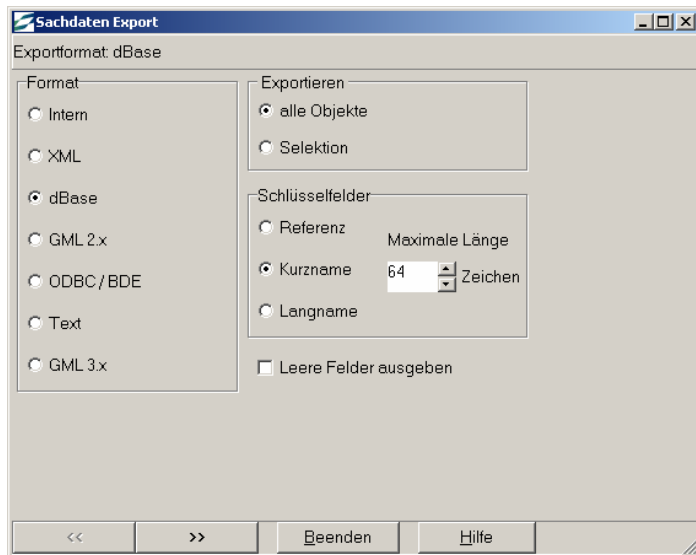 Sachdaten Export
Exportformat: dBase
Format
Intern
XML
dBase
GML 2.x
ODBC / BDE
Text
GML 3.x
Exportieren
alle Objekte
Selektion
Schlüsselfelder
Referenz
Maximale Länge
Kurzname
64
Zeichen
Langname
Leere Felder ausgeben
<<
>>
Beenden
Hilfe